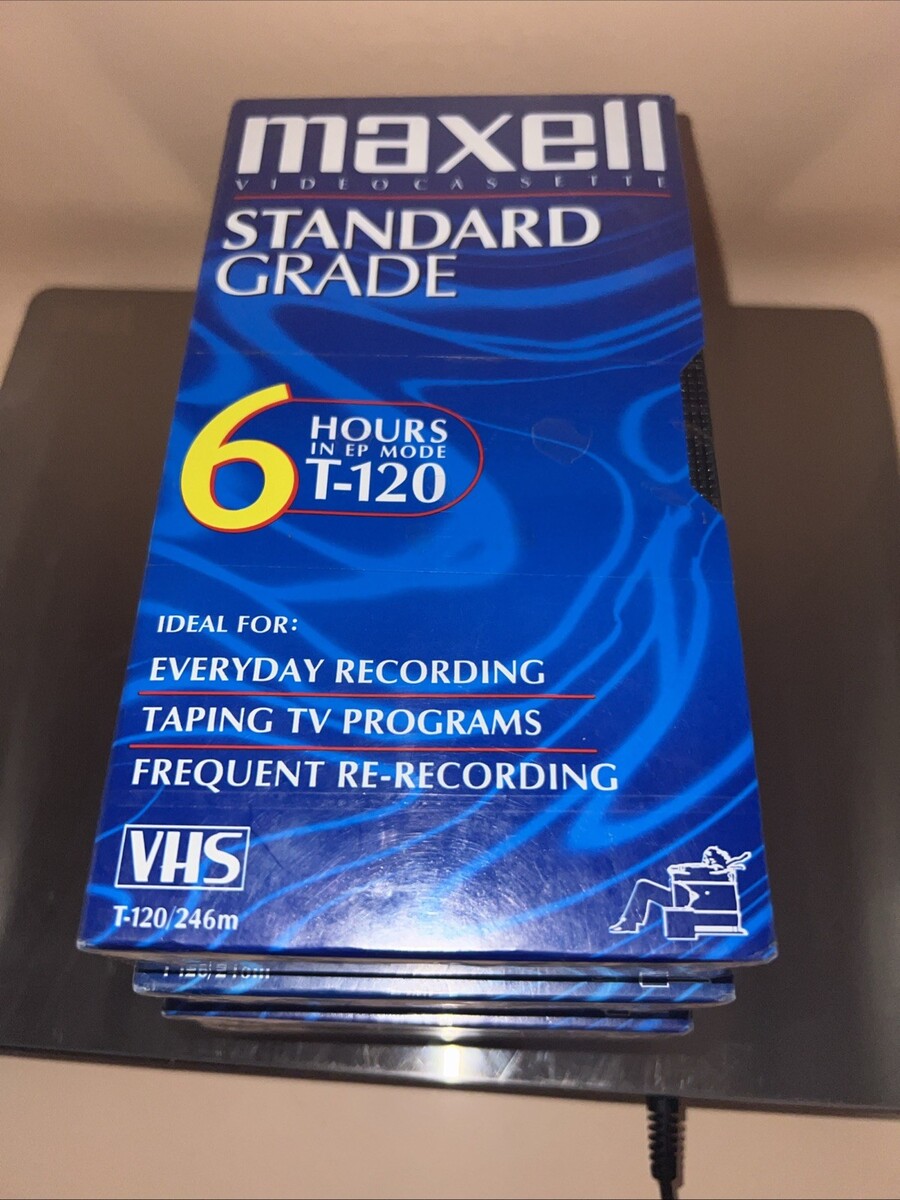 maxell
VIDEOCASSETTE
STANDARD
GRADE
6 HOURS
IN EP MODE
T-120
IDEAL FOR:
EVERYDAY RECORDING
TAPING TV PROGRAMS
FREQUENT RE-RECORDING
VHS
T-120/246m